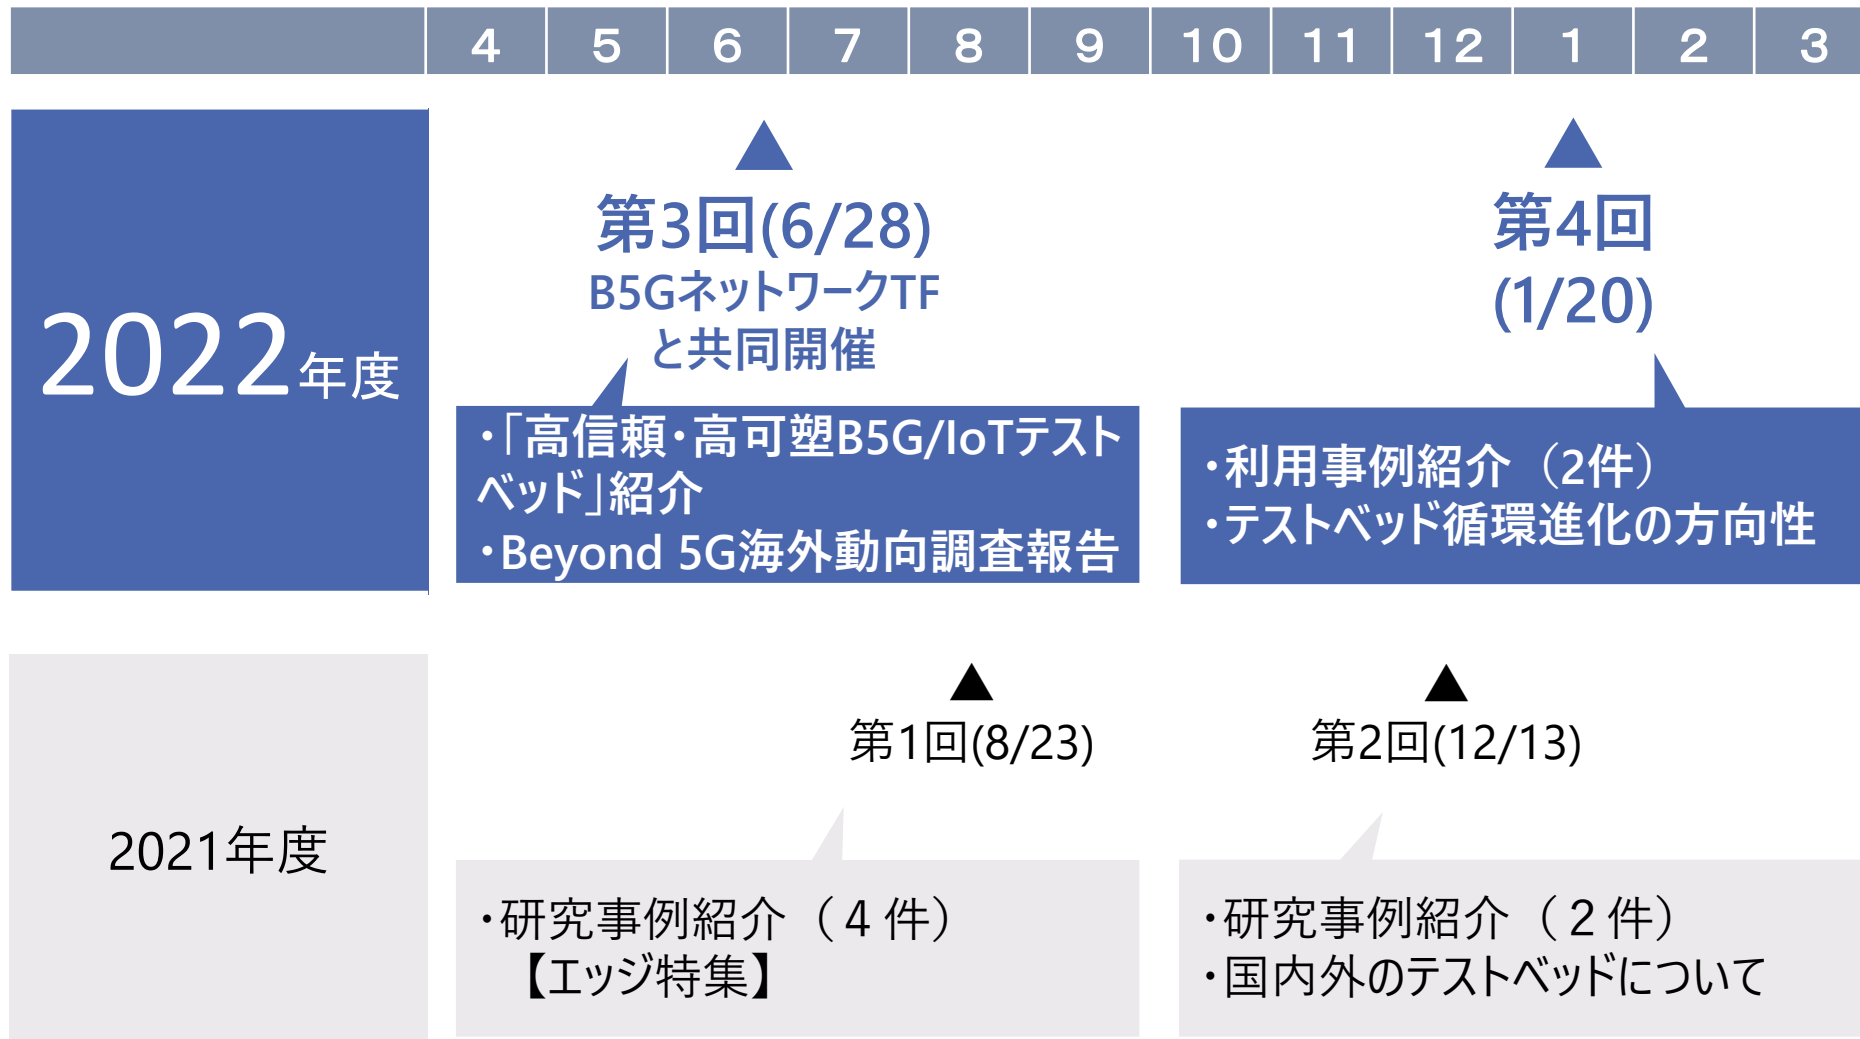 4 5 6 7 8 9 10 11 12 1 2 3
2022年度
第3回(6/28)
B5GネットワークTF
と共同開催
・「高信頼・高可塑B5G/IoTテスト
ベッド」紹介
・Beyond 5G海外動向調査報告
第4回
(1/20)
・利用事例紹介（2件）
・テストベッド循環進化の方向性
2021年度
第1回(8/23)
・研究事例紹介（４件）
【エッジ特集】
第2回(12/13)
・研究事例紹介（２件）
・国内外のテストベッドについて